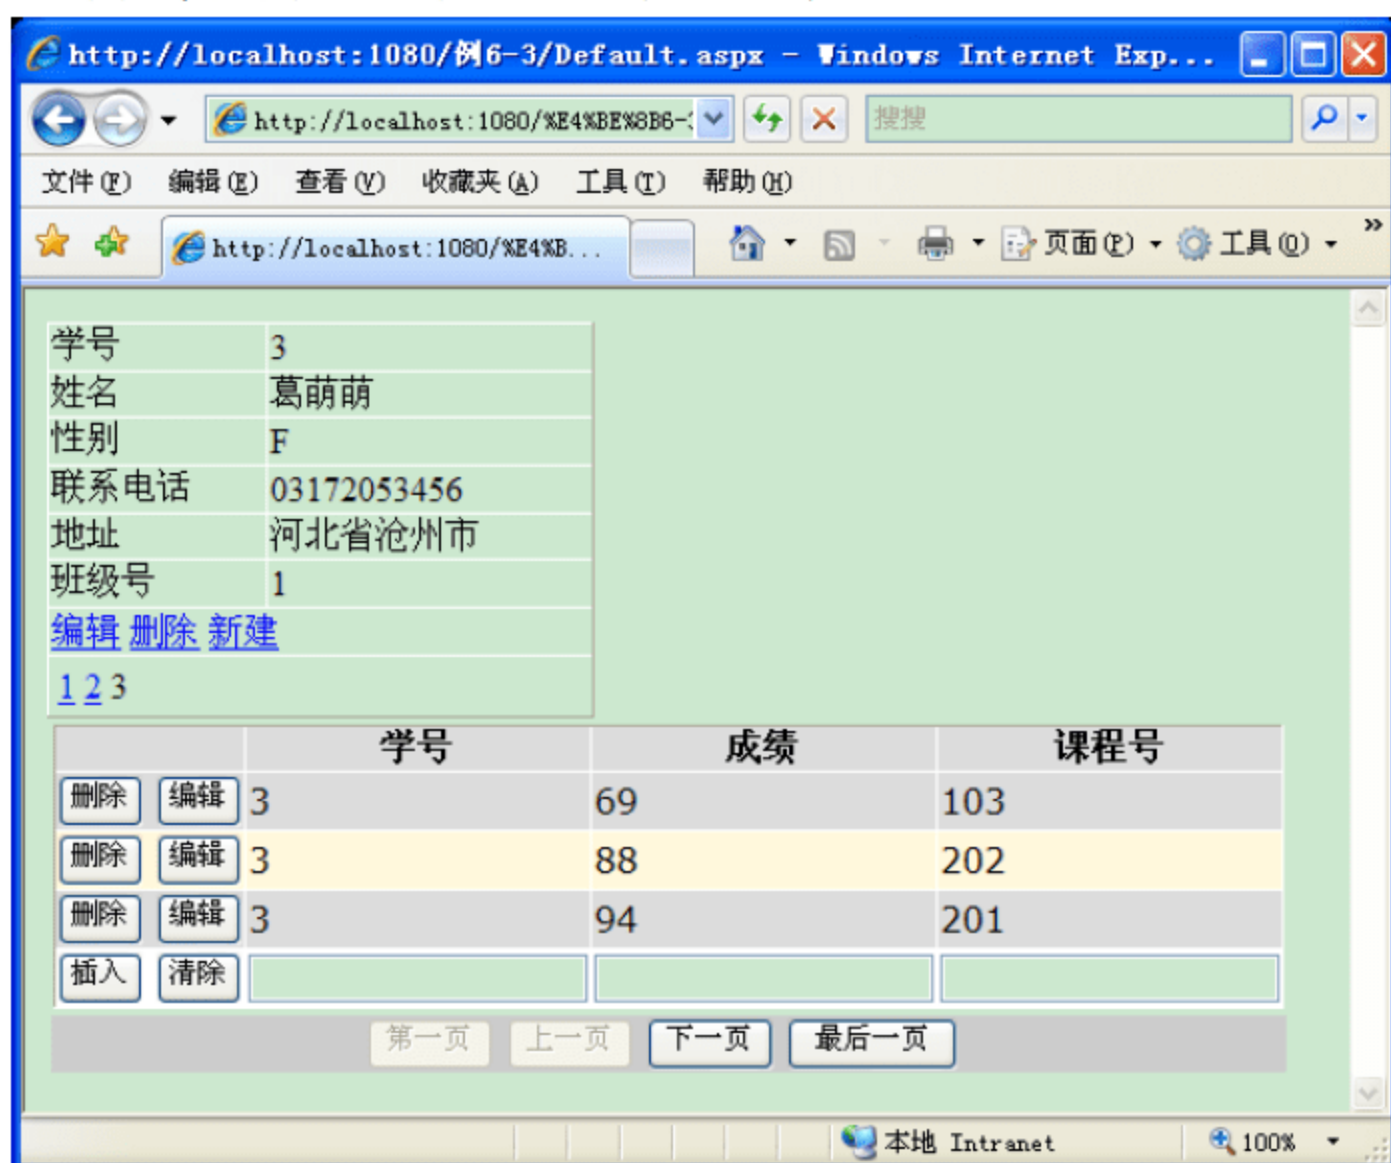 http://localhost:1080/例6-3/Default.aspx - Windows Internet Exp...
http://localhost:1080/%E4%BE%8B6-
搜搜
文件(F) 编辑(E) 查看(V) 收藏夹(A) 工具(T) 帮助(H)
http://localhost:1080/%E4%B... 页面(P) 工具(O) »
学号 3
姓名 葛萌萌
性别 F
联系电话 03172053456
地址 河北省沧州市
班级号 1
编辑 删除 新建
1 2 3
学号 成绩 课程号
删除 编辑 3 69 103
删除 编辑 3 88 202
删除 编辑 3 94 201
插入 清除
第一页 上一页 下一页 最后一页
本地 Intranet 100%